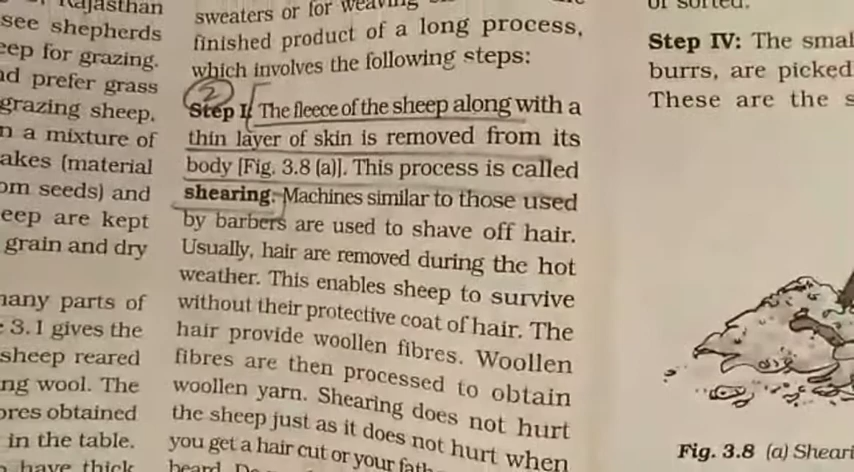 Rajasthan
see shepherds
eep for grazing.
nd prefer grass
grazing sheep.
n a mixture of
akes (material
om seeds) and
eep are kept
grain and dry
many parts of
3.1 gives the
sheep reared
ng wool. The
ores obtained
in the table.
have thick
sweaters or for weaving
finished product of a long process,
which involves the following steps:
2
Step I: The fleece of the sheep along with a
thin layer of skin is removed from its
body [Fig. 3.8 (a)]. This process is called
shearing. Machines similar to those used
by barbers are used to shave off hair.
Usually, hair are removed during the hot
weather. This enables sheep to survive
without their protective coat of hair. The
hair provide woollen fibres. Woollen
fibres are then processed to obtain
woollen yarn. Shearing does not hurt
the sheep just as it does not hurt when
you get a hair cut or your fath
beard.
or sorted.
Step IV: The smal
burrs, are picked
These are the s
Fig. 3.8 (a) Sheari